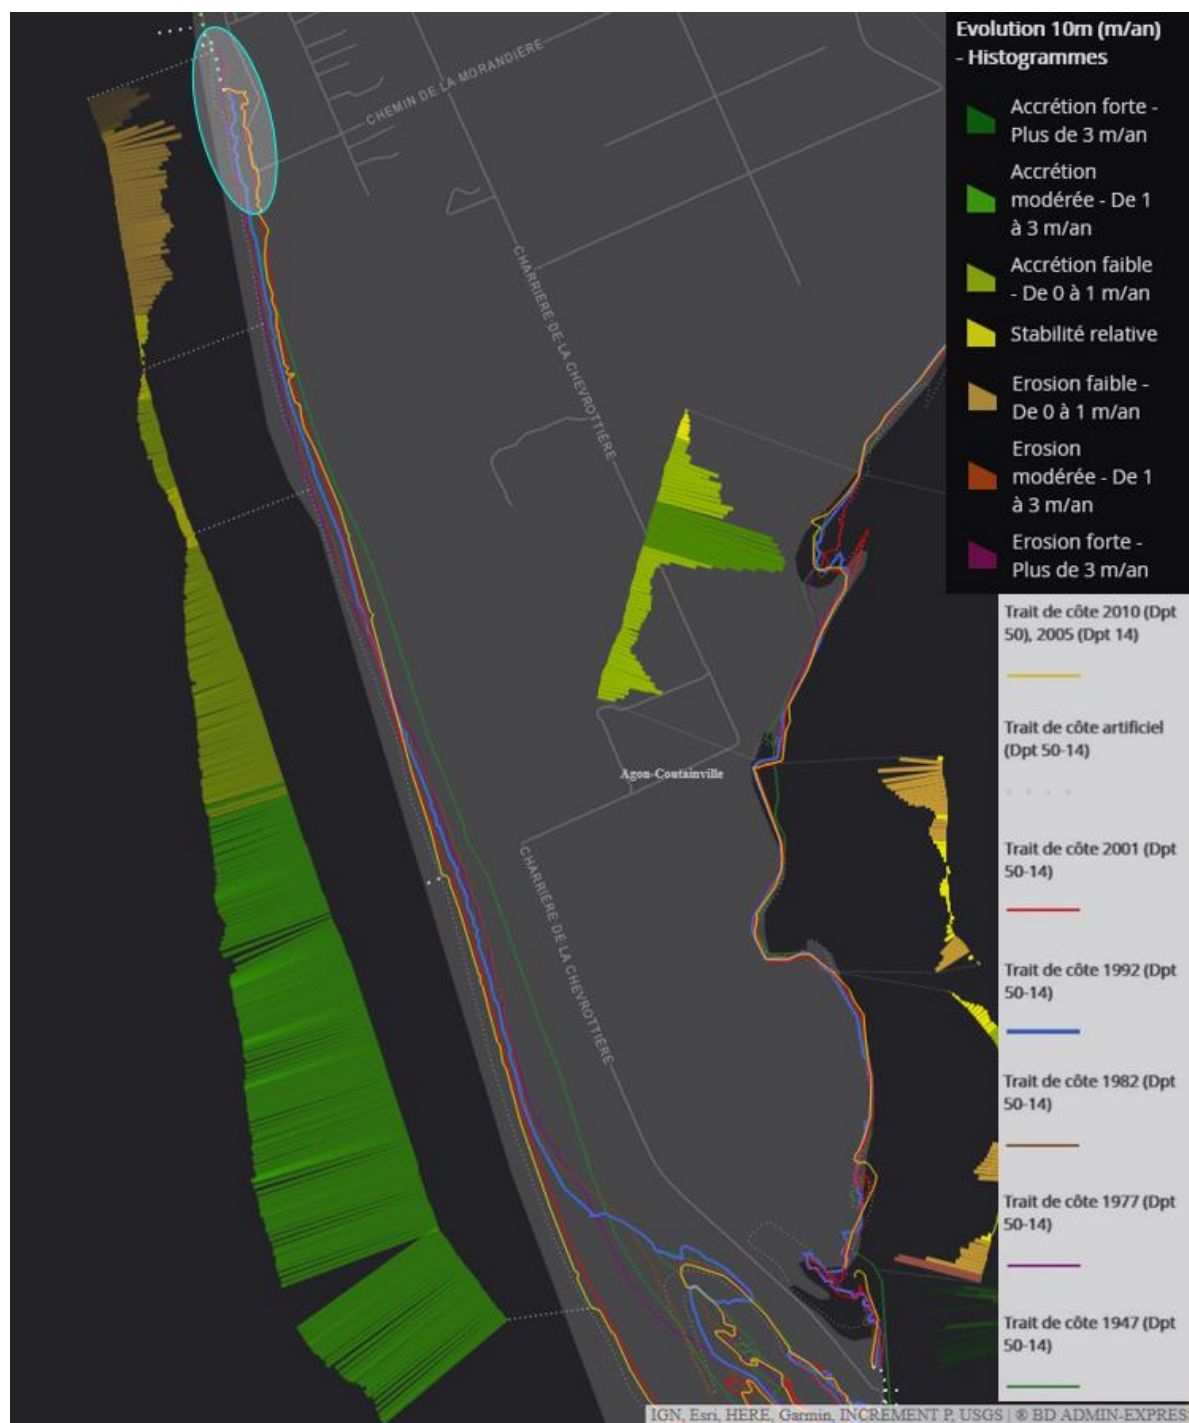 Evolution 10m (m/an)
- Histogrammes
Accrétion forte -
Plus de 3 m/an
Accrétion
modérée - De 1
à 3 m/an
Accrétion faible
- De 0 à 1 m/an
Stabilité relative
Erosion faible -
De 0 à 1 m/an
Erosion
modérée - De 1
à 3 m/an
Erosion forte -
Plus de 3 m/an
Trait de côte 2010 (Dpt
50), 2005 (Dpt 14)
Trait de côte artificiel
(Dpt 50-14)
Trait de côte 2001 (Dpt
50-14)
Trait de côte 1992 (Dpt
50-14)
Trait de côte 1982 (Dpt
50-14)
Trait de côte 1977 (Dpt
50-14)
Trait de côte 1947 (Dpt
50-14)
CHEMIN DE LA MORANDIÈRE
CHARRIÈRE DE LA CHEVROTTIÈRE
Agon-Coutainville
CHARRIÈRE DE LA CHEVROTTIÈRE
IGN, Esri, HERE, Garmin, INCREMENT P, USGS | ® BD ADMIN-EXPRES